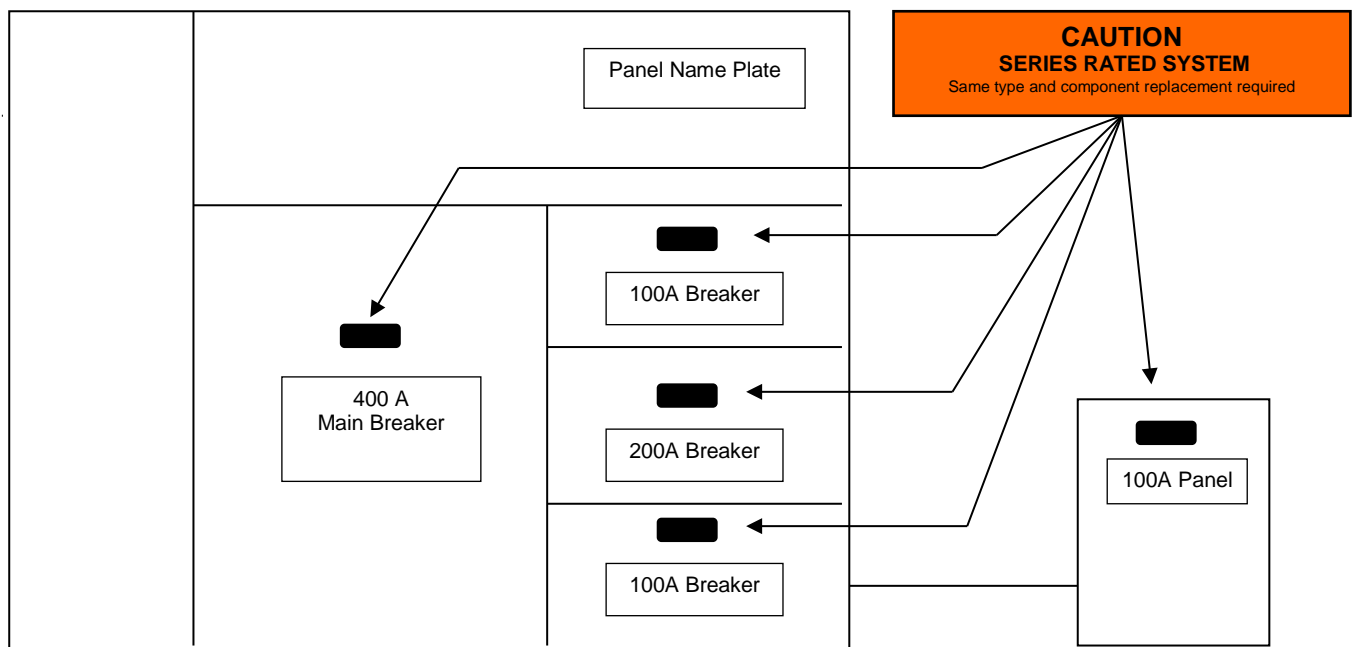 Panel Name Plate
CAUTION
SERIES RATED SYSTEM
Same type and component replacement required
100A Breaker
400 A
Main Breaker
200A Breaker
100A Panel
100A Breaker